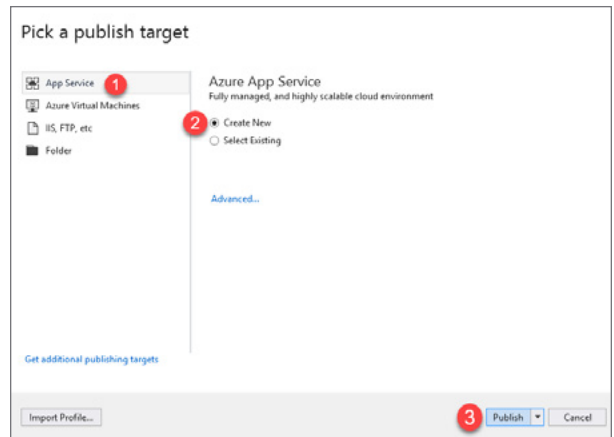 Pick a publish target
App Service 1
Azure Virtual Machines
IIS, FTP, etc
Folder
Get additional publishing targets
Azure App Service
Fully managed, and highly scalable cloud environment
2 Create New
Select Existing
Advanced...
Import Profile...
3 Publish
Cancel